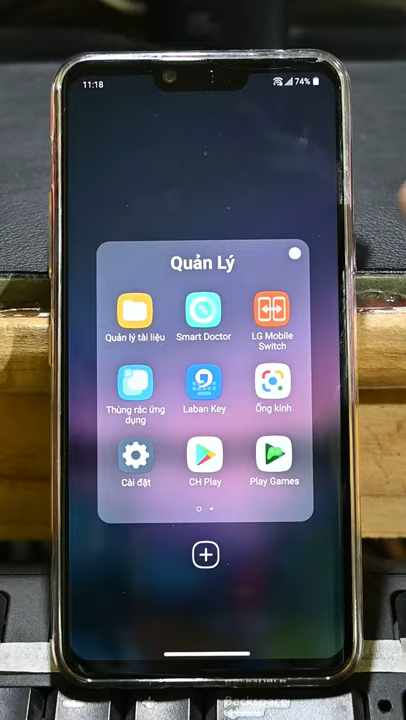 11:18
74%
Quản Lý
Quản lý tài liệu
Smart Doctor
LG Mobile
Switch
Thùng rác ứng
dụng
Laban Key
Ống kính
Cài đặt
CH Play
Play Games
Backspace